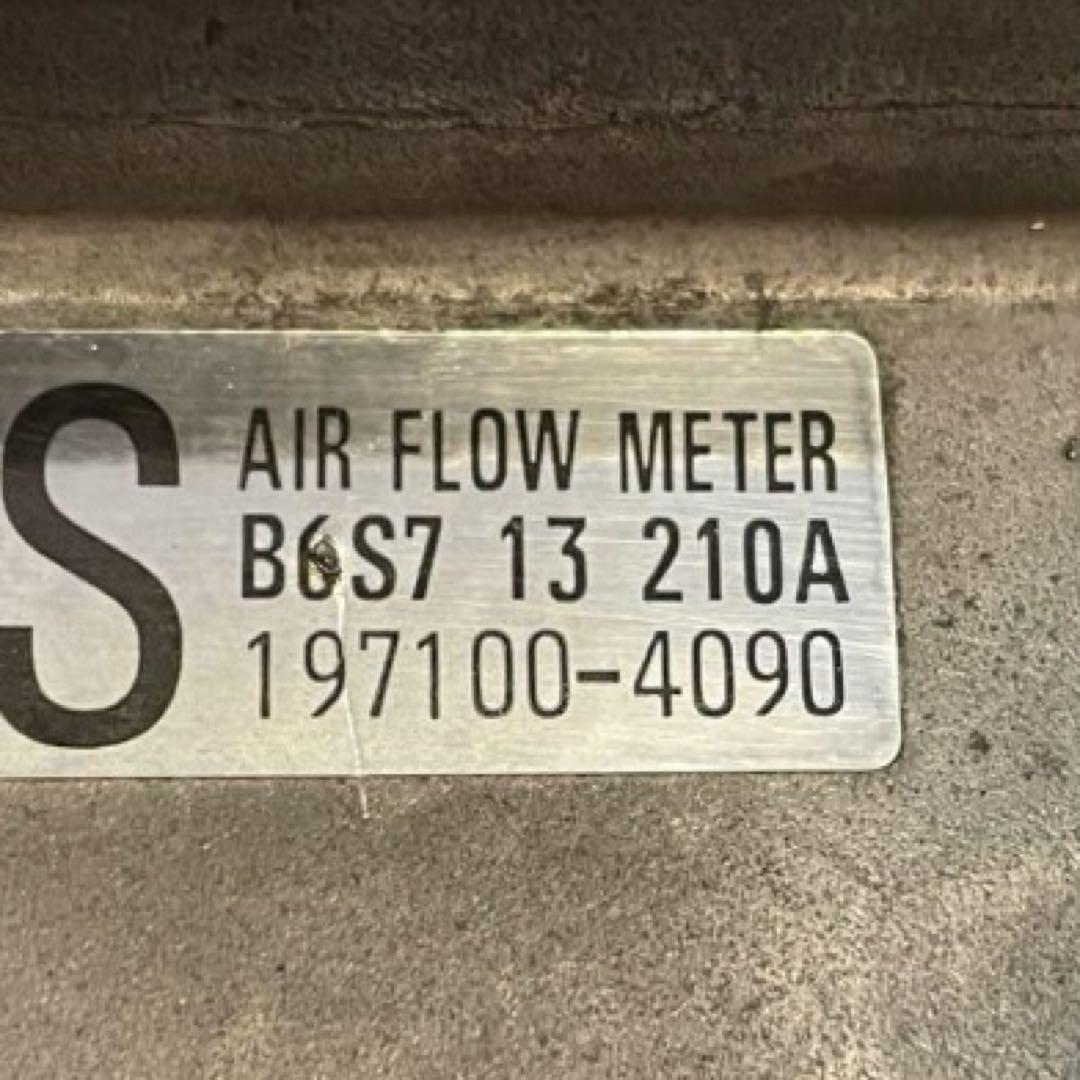 S
AIR FLOW METER
B6S7 13 210A
197100-4090